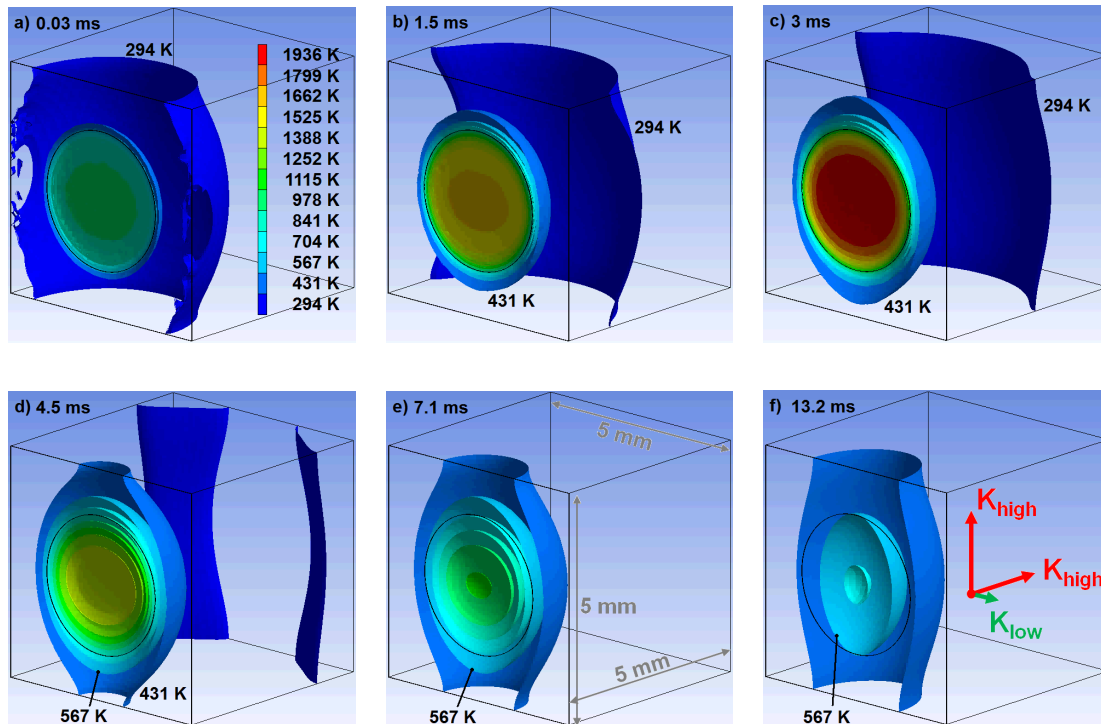 a) 0.03 ms
294 K
1936 K
1799 K
1662 K
1525 K
1388 K
1252 K
1115 K
978 K
841 K
704 K
567 K
431 K
294 K
b) 1.5 ms
294 K
431 K
c) 3 ms
294 K
431 K
d) 4.5 ms
431 K
567 K
e) 7.1 ms
5 mm
5 mm
5 mm
567 K
f) 13.2 ms
Khigh
Khigh
Klow
567 K